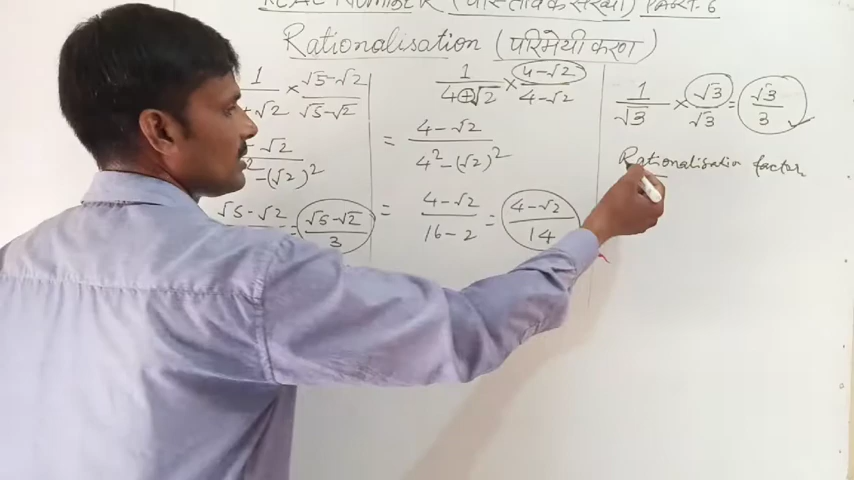 REAL NUMBER (वास्तविक संख्या) PART-6
Rationalisation (परिमेयीकरण)
1 × √5-√2
+√2 √5-√2
-√2
²-(√2)²
√5-√2 = √5-√2
3
1 × 4-√2
4+√2 4-√2
= 4-√2
4²-(√2)²
= 4-√2 = 4-√2
16-2 14
1 × √3 = √3
√3 √3 3
Rationalisation factor